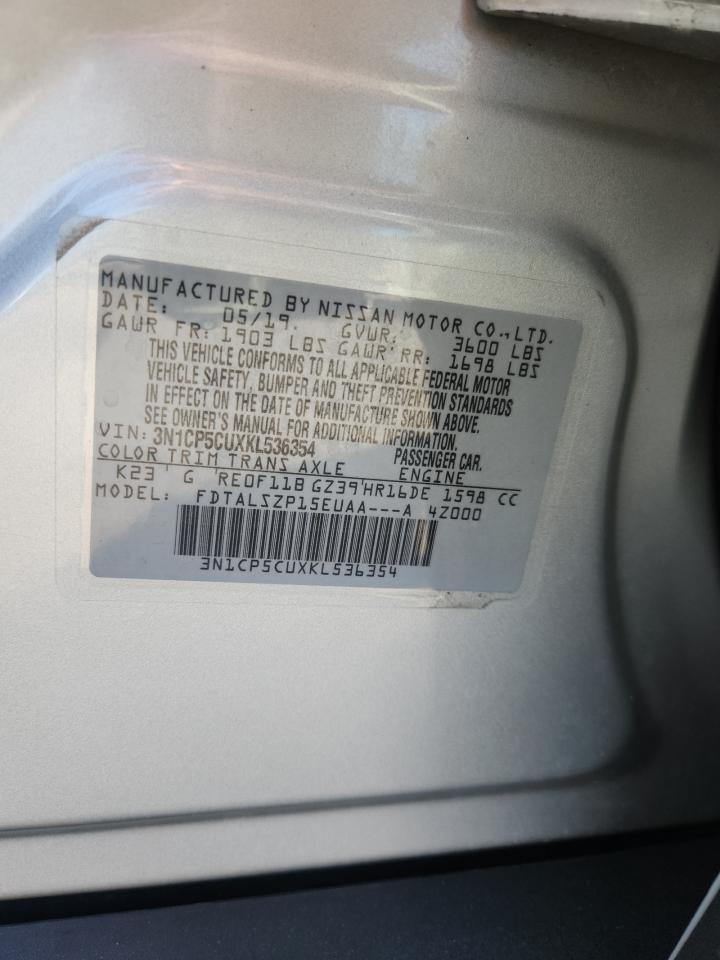 MANUFACTURED BY NISSAN MOTOR CO., LTD.
DATE: 05/19. GVWR: 3600 LBS
GAWR FR: 1903 LBS GAWR RR: 1698 LBS
THIS VEHICLE CONFORMS TO ALL APPLICABLE FEDERAL MOTOR
VEHICLE SAFETY, BUMPER AND THEFT PREVENTION STANDARDS
IN EFFECT ON THE DATE OF MANUFACTURE SHOWN ABOVE.
SEE OWNER'S MANUAL FOR ADDITIONAL INFORMATION.
VIN: 3N1CP5CUXKL536354 PASSENGER CAR.
COLOR TRIM TRANS AXLE ENGINE
K23 G RE0F11B GZ39 HR16DE 1598 CC
MODEL: FDTALSZP15EUAA---A 4Z000
3N1CP5CUXKL536354